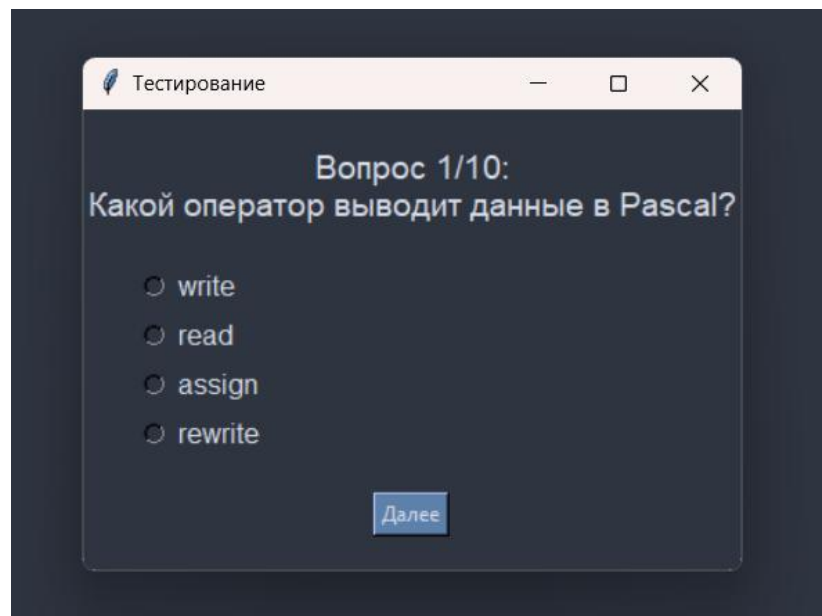 Тестирование
Вопрос 1/10:
Какой оператор выводит данные в Pascal?
write
read
assign
rewrite
Далее